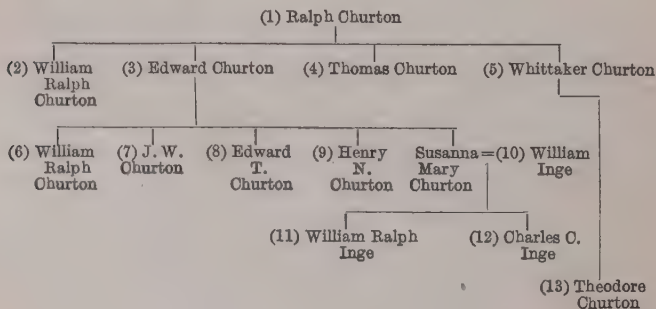 (1) Ralph Churton
(2) William Ralph Churton
(3) Edward Churton
(4) Thomas Churton
(5) Whittaker Churton
(6) William Ralph Churton
(7) J. W. Churton
(8) Edward T. Churton
(9) Henry N. Churton
Susanna Mary Churton
=(10) William Inge
(11) William Ralph Inge
(12) Charles C. Inge
(13) Theodore Churton